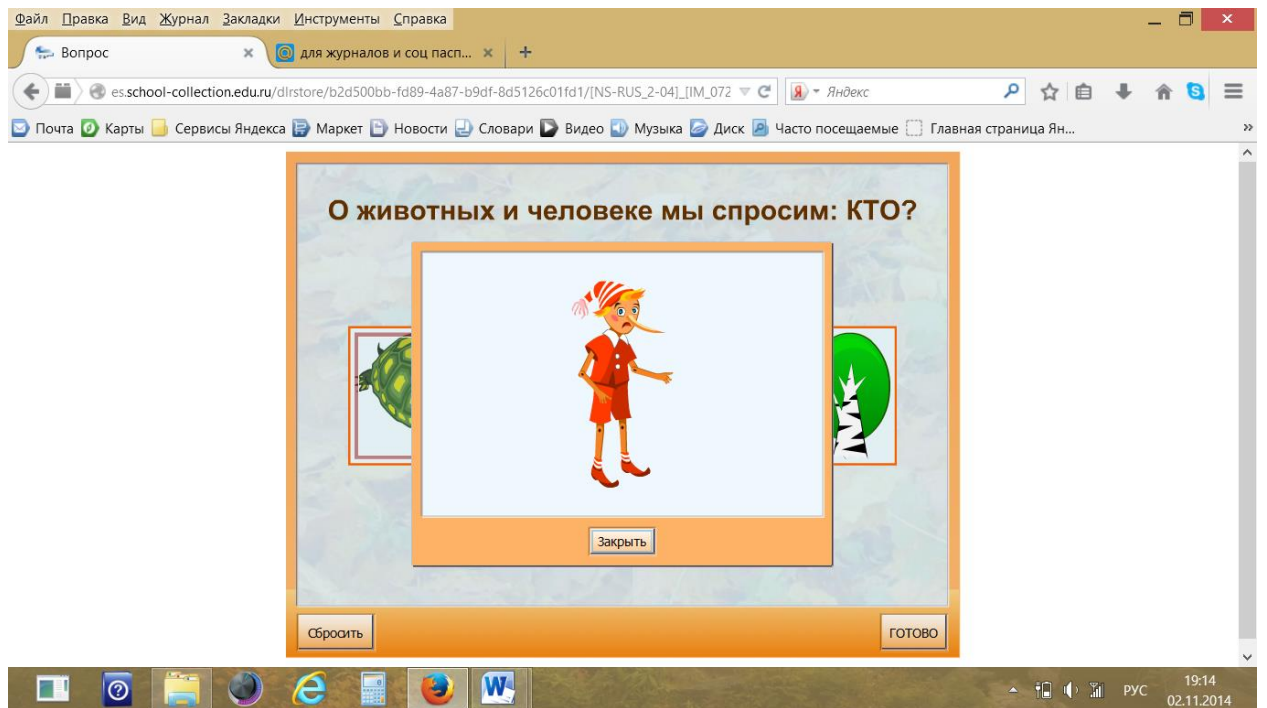 Файл Правка Вид Журнал Закладки Инструменты Справка
Вопрос
для журналов и соц пасп...
es.school-collection.edu.ru/dlrstore/b2d500bb-fd89-4a87-b9df-8d5126c01fd1/[NS-RUS_2-04]_[IM_072
Яндекс
Почта Карты Сервисы Яндекса Маркет Новости Словари Видео Музыка Диск Часто посещаемые Главная страница Ян...
О животных и человеке мы спросим: КТО?
Закрыть
Сбросить
ГОТОВО
РУС
19:14
02.11.2014